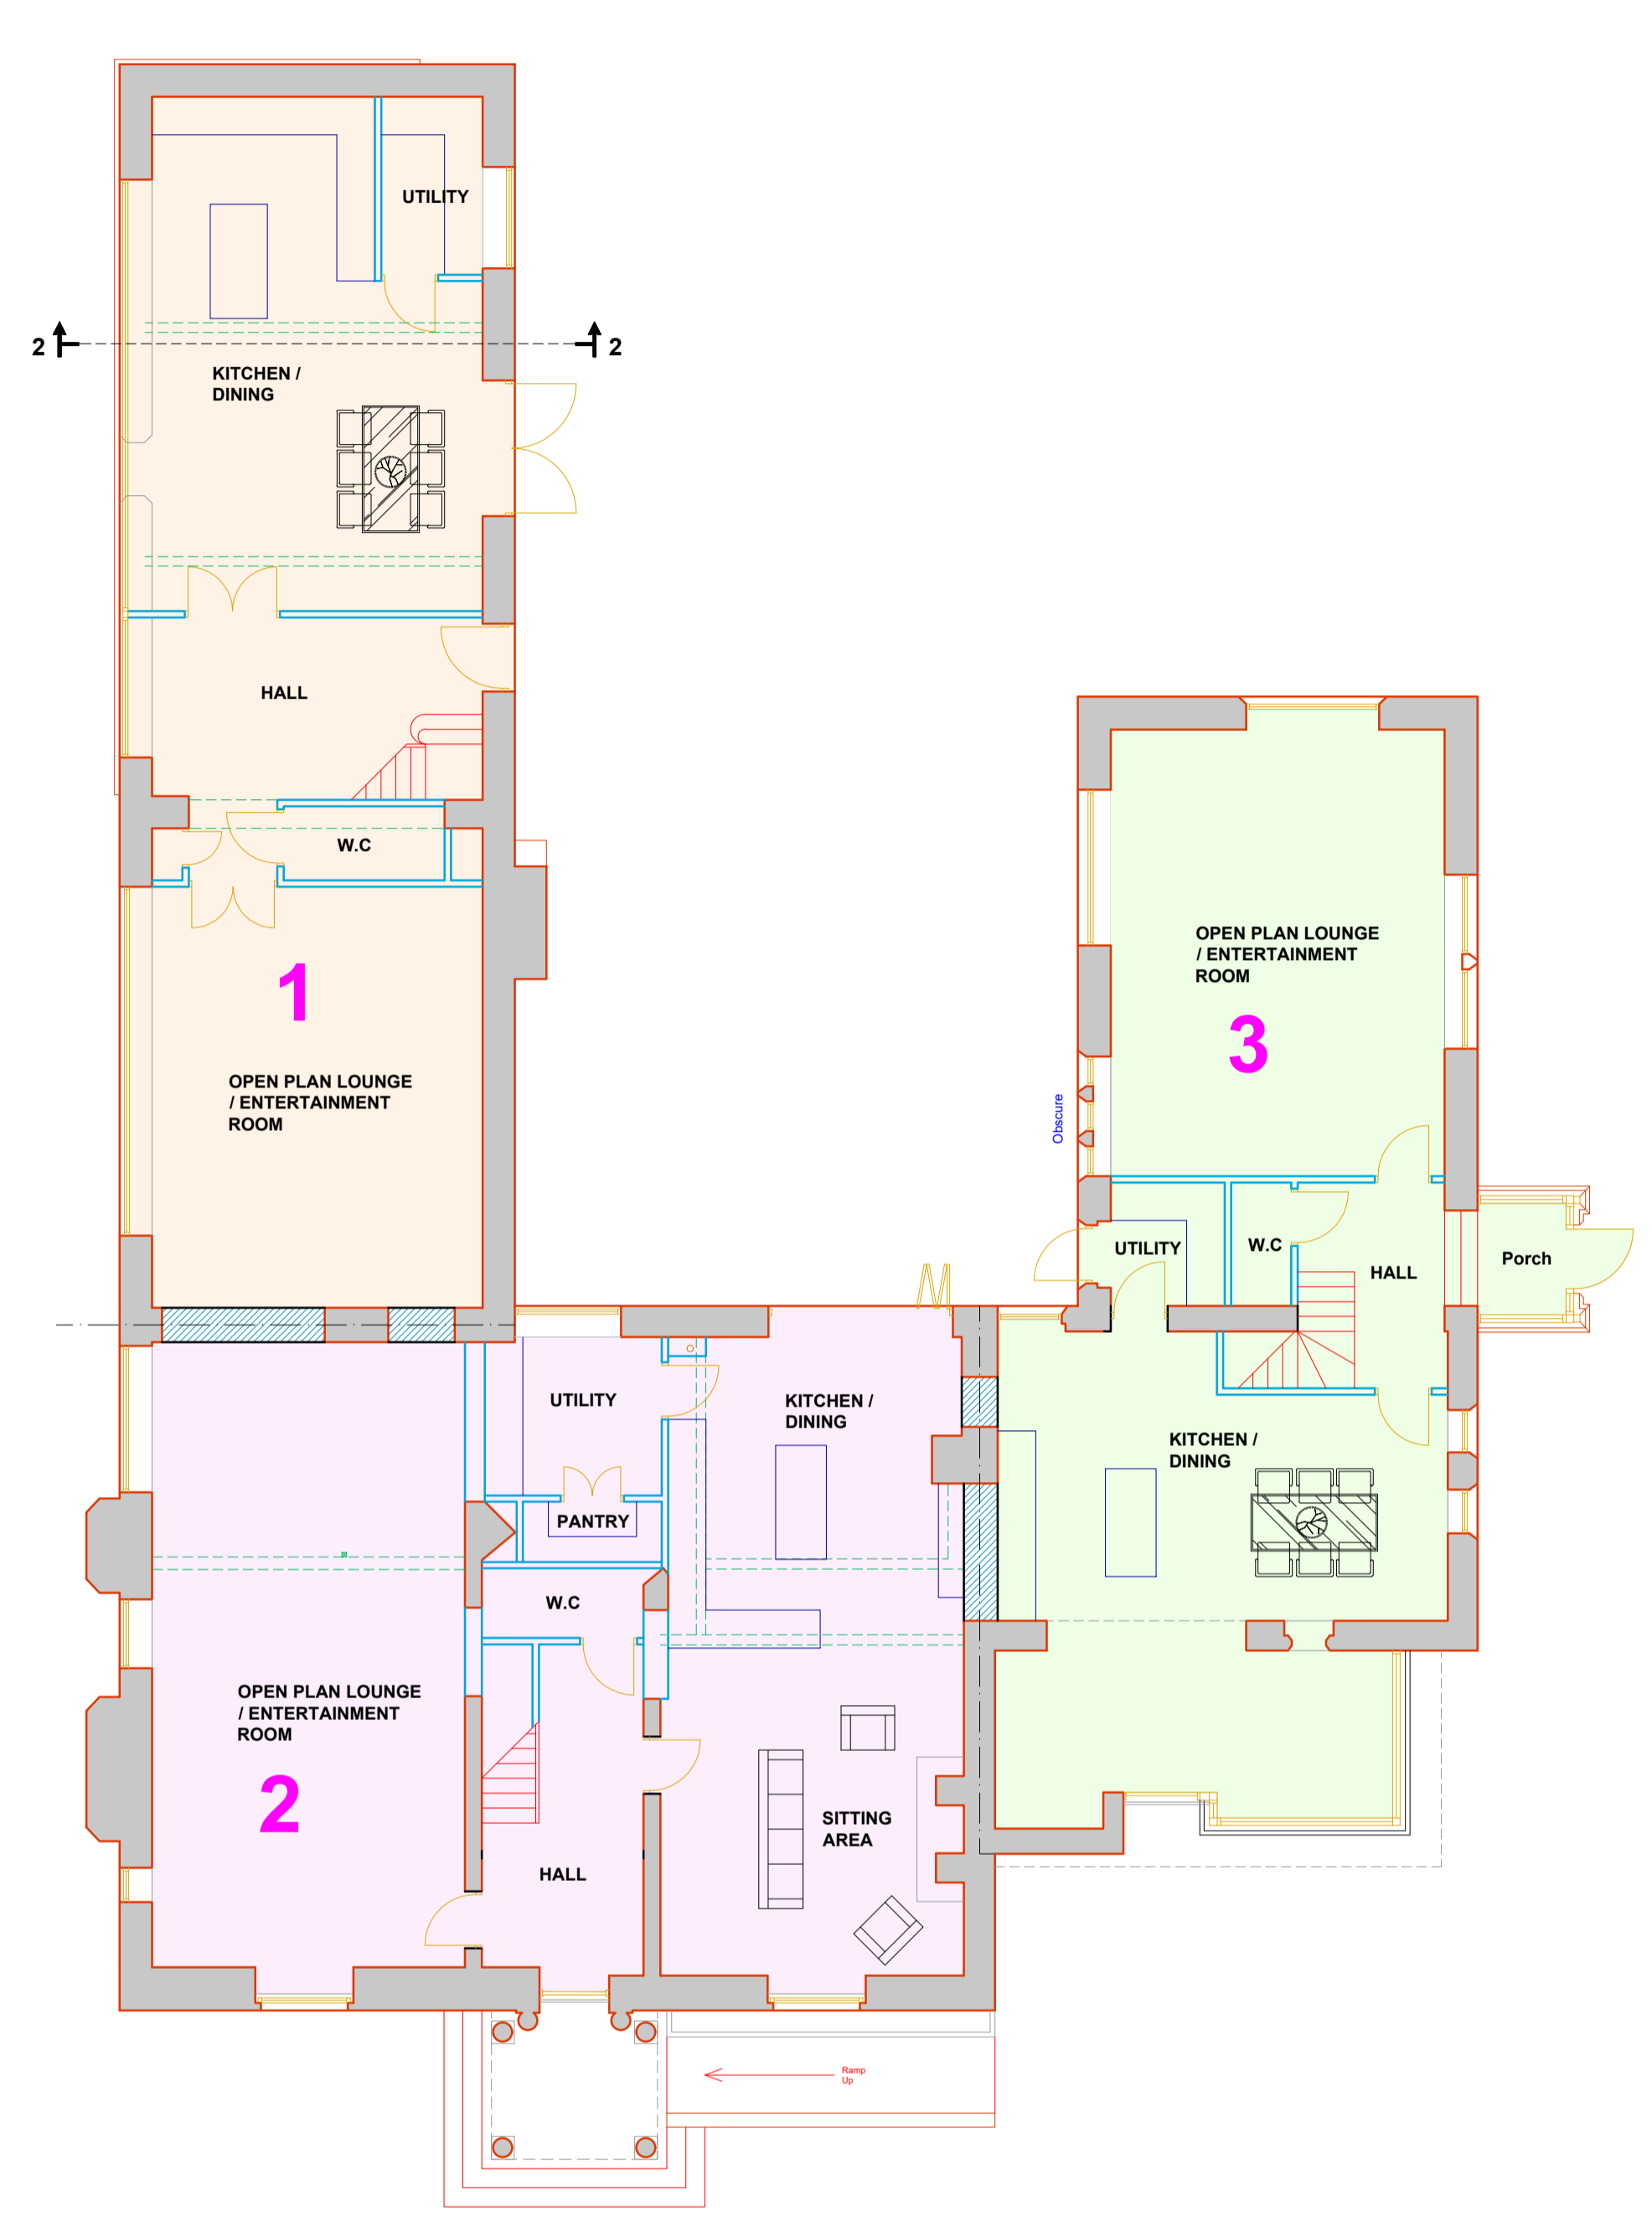 UTILITY
2
2
KITCHEN /
DINING
HALL
W.C
1
OPEN PLAN LOUNGE
/ ENTERTAINMENT
ROOM
OPEN PLAN LOUNGE
/ ENTERTAINMENT
ROOM
3
Obscure
UTILITY
W.C
HALL
Porch
KITCHEN /
DINING
UTILITY
KITCHEN /
DINING
PANTRY
W.C
OPEN PLAN LOUNGE
/ ENTERTAINMENT
ROOM
2
SITTING
AREA
HALL
Ramp
Up